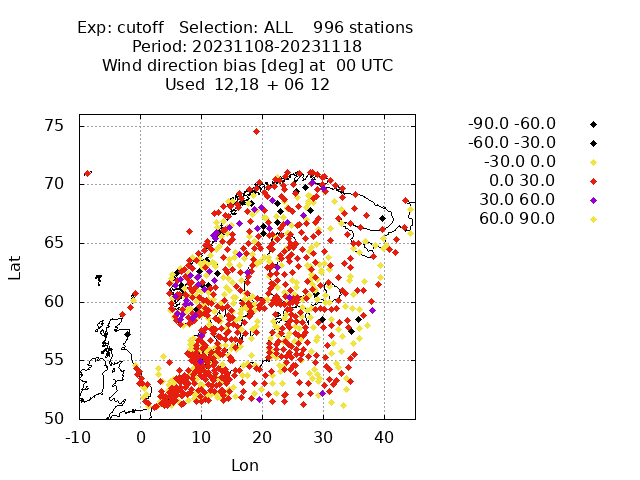 Exp: cutoff   Selection: ALL    996 stations
Period: 20231108-20231118
Wind direction bias [deg] at  00 UTC
Used  12,18 + 06 12
-90.0 -60.0
-60.0 -30.0
-30.0 0.0
0.0 30.0
30.0 60.0
60.0 90.0
75
70
65
60
55
50
Lat
-10 0 10 20 30 40
Lon